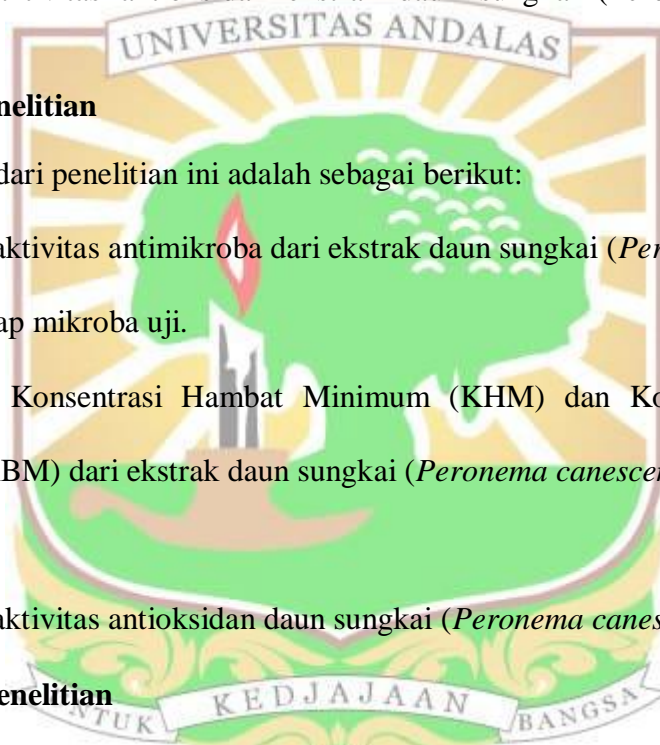 UNIVERSITAS ANDALAS
nelitian
dari penelitian ini adalah sebagai berikut:
aktivitas antimikroba dari ekstrak daun sungkai (Per
ap mikroba uji.
Konsentrasi Hambat Minimum (KHM) dan Ko
BM) dari ekstrak daun sungkai (Peronema canescen
aktivitas antioksidan daun sungkai (Peronema canes
enelitian
NTUK KEDJAJAAN BANGSA